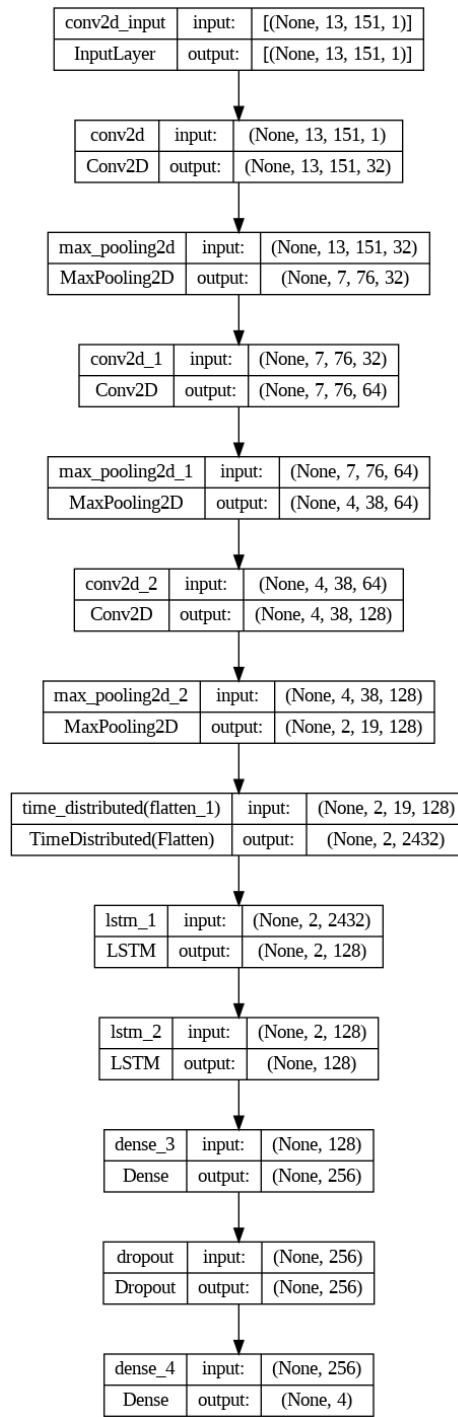 conv2d_input input: [(None, 13, 151, 1)]
InputLayer output: [(None, 13, 151, 1)]
conv2d input: (None, 13, 151, 1)
Conv2D output: (None, 13, 151, 32)
max_pooling2d input: (None, 13, 151, 32)
MaxPooling2D output: (None, 7, 76, 32)
conv2d_1 input: (None, 7, 76, 32)
Conv2D output: (None, 7, 76, 64)
max_pooling2d_1 input: (None, 7, 76, 64)
MaxPooling2D output: (None, 4, 38, 64)
conv2d_2 input: (None, 4, 38, 64)
Conv2D output: (None, 4, 38, 128)
max_pooling2d_2 input: (None, 4, 38, 128)
MaxPooling2D output: (None, 2, 19, 128)
time_distributed(flatten_1) input: (None, 2, 19, 128)
TimeDistributed(Flatten) output: (None, 2, 2432)
lstm_1 input: (None, 2, 2432)
LSTM output: (None, 2, 128)
lstm_2 input: (None, 2, 128)
LSTM output: (None, 128)
dense_3 input: (None, 128)
Dense output: (None, 256)
dropout input: (None, 256)
Dropout output: (None, 256)
dense_4 input: (None, 256)
Dense output: (None, 4)